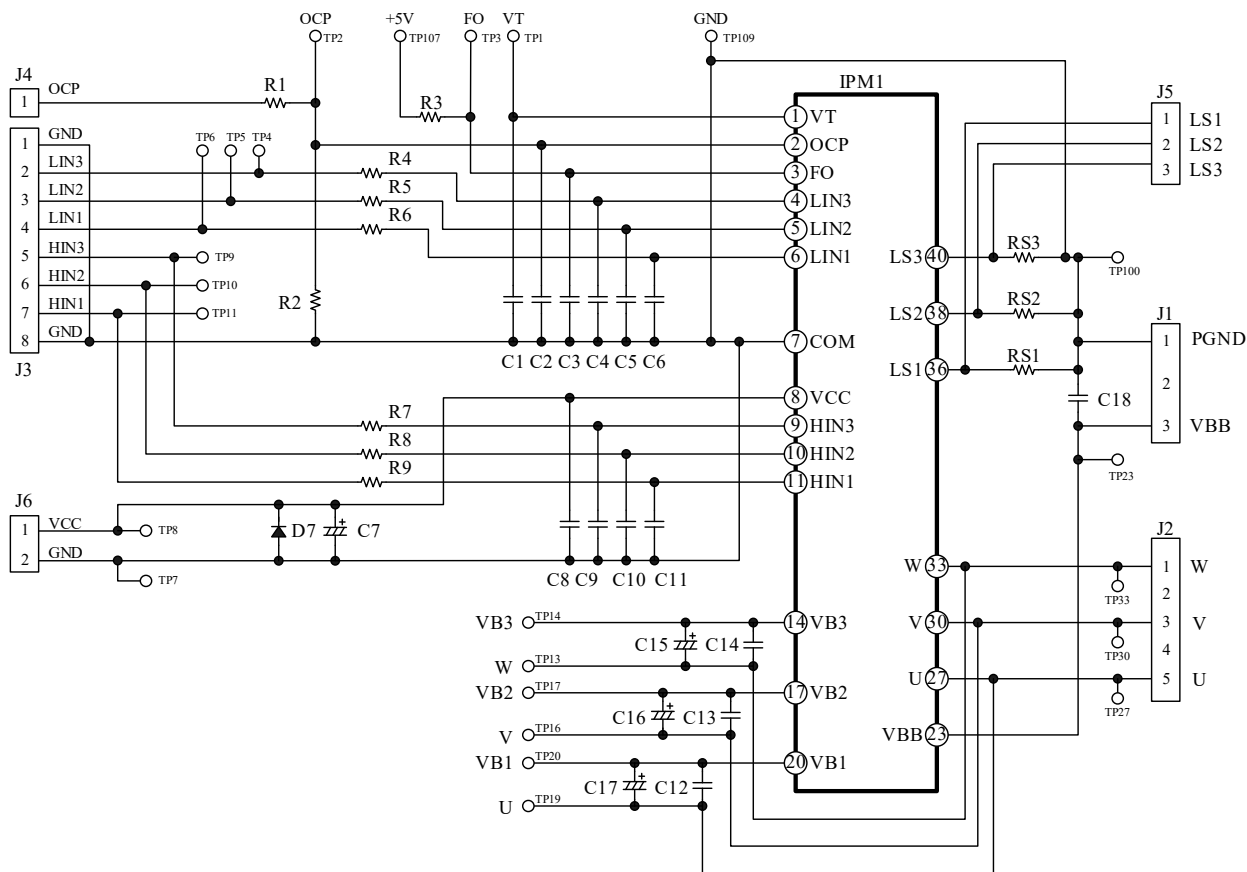 OCP +5V FO VT GND
TP2 TP107 TP3 TP1 TP109
J4
1 OCP R1
IPM1
J5
1 LS1
2 LS2
3 LS3
R3
1 VT
2 OCP
3 FO
4 LIN3
5 LIN2
6 LIN1
1 GND
2 LIN3
3 LIN2
4 LIN1
5 HIN3
6 HIN2
7 HIN1
8 GND
J3
TP6 TP5 TP4
R4
R5
R6
TP9
TP10
TP11
R2
C1 C2 C3 C4 C5 C6
7 COM
LS3 40 RS3 TP100
LS2 38 RS2
LS1 36 RS1
J1
1 PGND
2
3 VBB
C18
TP23
8 VCC
9 HIN3
10 HIN2
11 HIN1
R7
R8
R9
J6
1 VCC TP8
2 GND
TP7
D7 + C7
C8 C9 C10 C11
J2
1 W
2
3 V
4
5 U
W 33 TP33
V 30 TP30
U 27 TP27
VBB 23
VB3 TP14 C15 + C14 14 VB3
W TP13
VB2 TP17 C16 + C13 17 VB2
V TP16
VB1 TP20 C17 + C12 20 VB1
U TP19